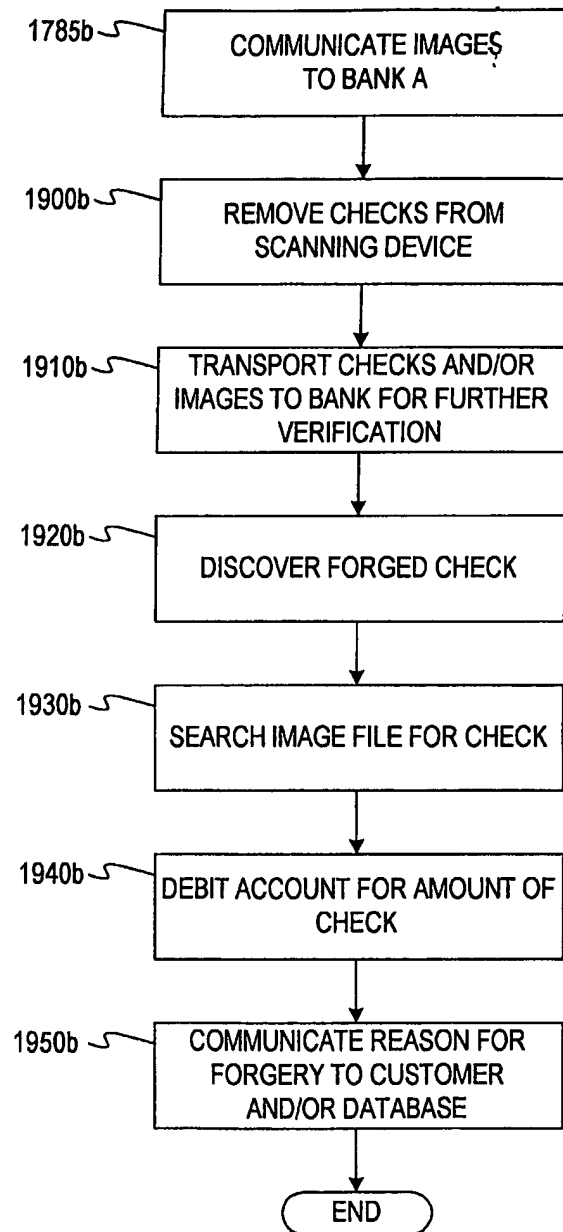 1785b
COMMUNICATE IMAGES
TO BANK A
1900b
REMOVE CHECKS FROM
SCANNING DEVICE
1910b
TRANSPORT CHECKS AND/OR
IMAGES TO BANK FOR FURTHER
VERIFICATION
1920b
DISCOVER FORGED CHECK
1930b
SEARCH IMAGE FILE FOR CHECK
1940b
DEBIT ACCOUNT FOR AMOUNT OF
CHECK
1950b
COMMUNICATE REASON FOR
FORGERY TO CUSTOMER
AND/OR DATABASE
END